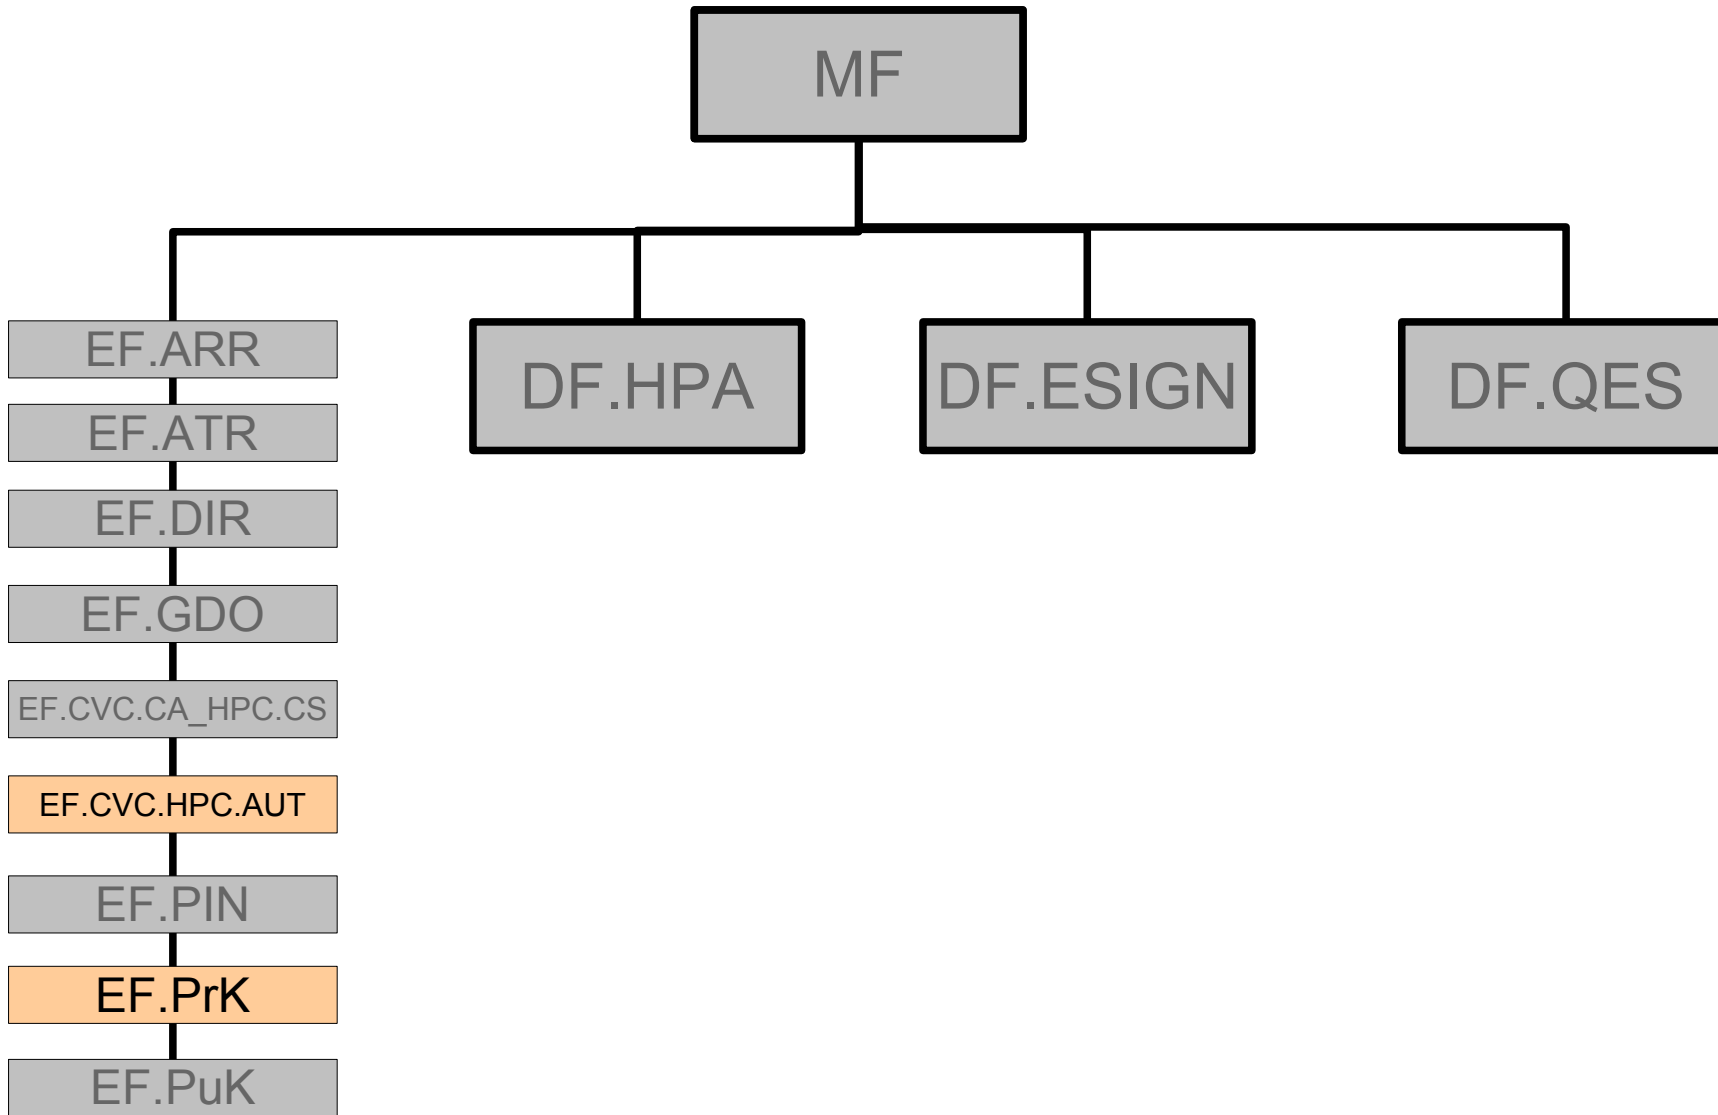 MF
EF.ARR
DF.HPA
DF.ESIGN
DF.QES
EF.ATR
EF.DIR
EF.GDO
EF.CVC.CA_HPC.CS
EF.CVC.HPC.AUT
EF.PIN
EF.PrK
EF.PuK